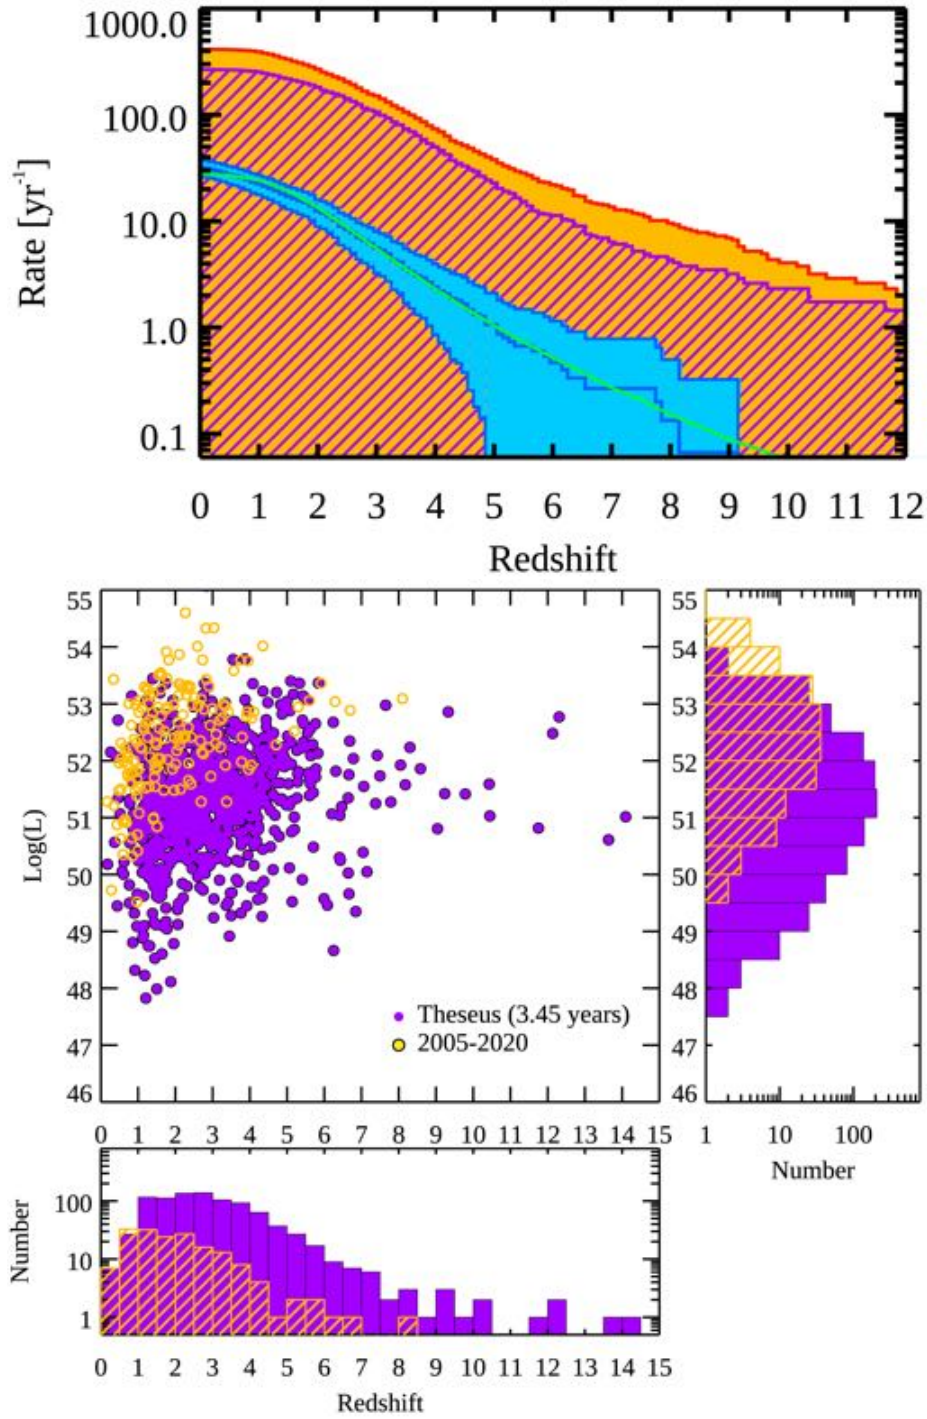 1000.0
100.0
10.0
1.0
0.1
Rate [yr⁻¹]
0 1 2 3 4 5 6 7 8 9 10 11 12
Redshift
55
54
53
52
51
50
49
48
47
46
Log(L)
Theseus (3.45 years)
2005-2020
0 1 2 3 4 5 6 7 8 9 10 11 12 13 14 15
55
54
53
52
51
50
49
48
47
46
1 10 100
Number
100
10
1
Number
0 1 2 3 4 5 6 7 8 9 10 11 12 13 14 15
Redshift